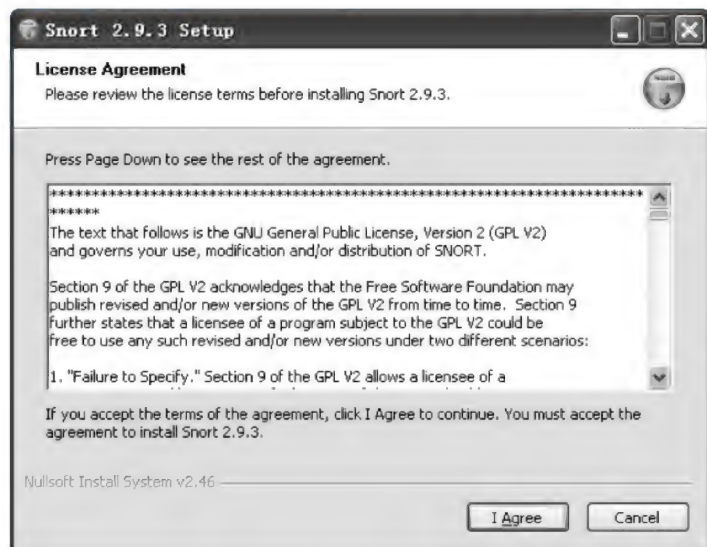 Snort 2.9.3 Setup
License Agreement
Please review the license terms before installing Snort 2.9.3.
Press Page Down to see the rest of the agreement.
***********************************************************************
******
The text that follows is the GNU General Public License, Version 2 (GPL V2)
and governs your use, modification and/or distribution of SNORT.
Section 9 of the GPL V2 acknowledges that the Free Software Foundation may
publish revised and/or new versions of the GPL V2 from time to time.  Section 9
further states that a licensee of a program subject to the GPL V2 could be
free to use any such revised and/or new versions under two different scenarios:
1. "Failure to Specify." Section 9 of the GPL V2 allows a licensee of a
If you accept the terms of the agreement, click I Agree to continue. You must accept the
agreement to install Snort 2.9.3.
Nullsoft Install System v2.46
I Agree
Cancel